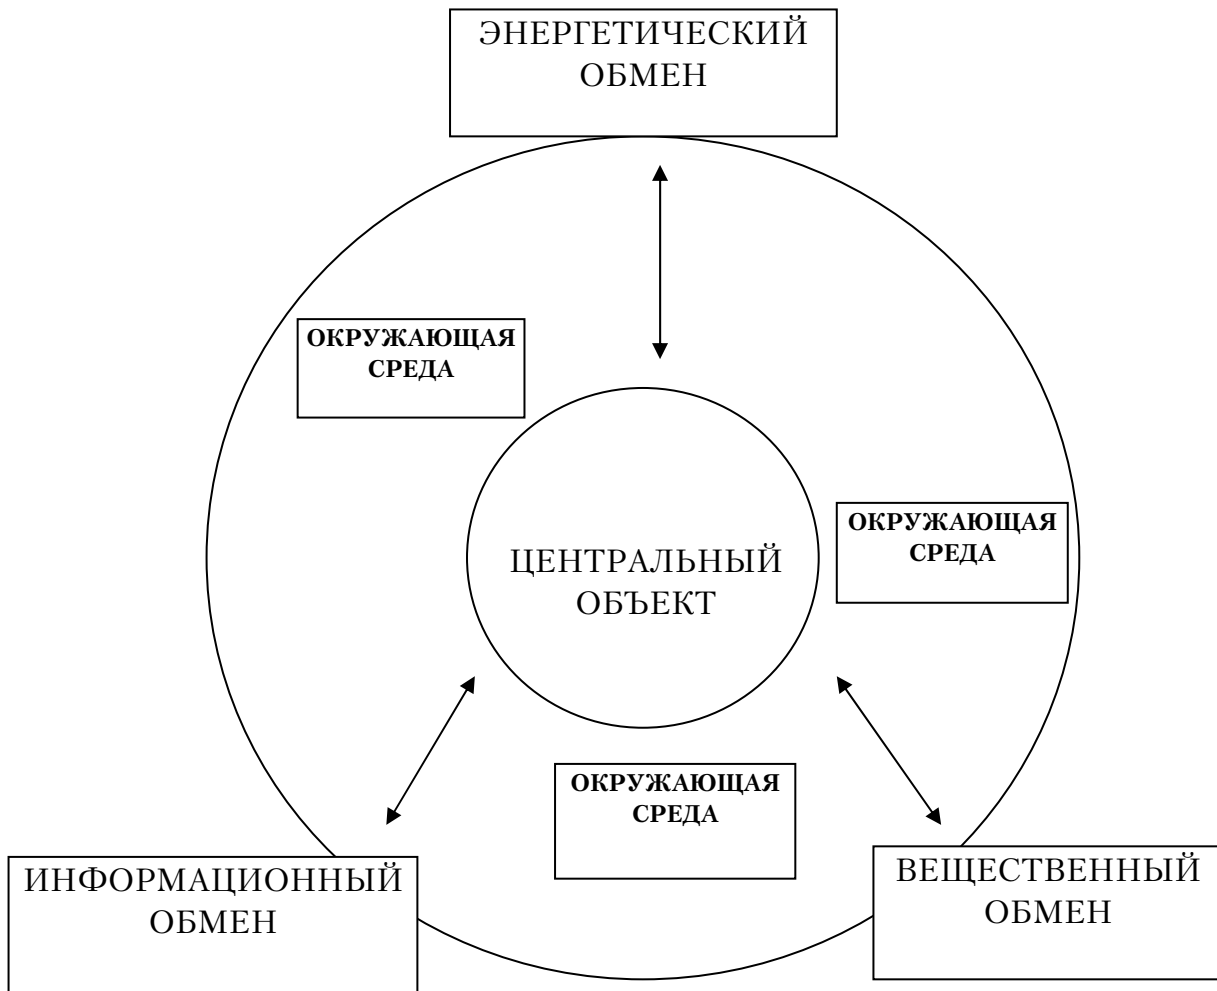 ЭНЕРГЕТИЧЕСКИЙ
ОБМЕН
ОКРУЖАЮЩАЯ
СРЕДА
ОКРУЖАЮЩАЯ
СРЕДА
ЦЕНТРАЛЬНЫЙ
ОБЪЕКТ
ОКРУЖАЮЩАЯ
СРЕДА
ИНФОРМАЦИОННЫЙ
ОБМЕН
ВЕЩЕСТВЕННЫЙ
ОБМЕН